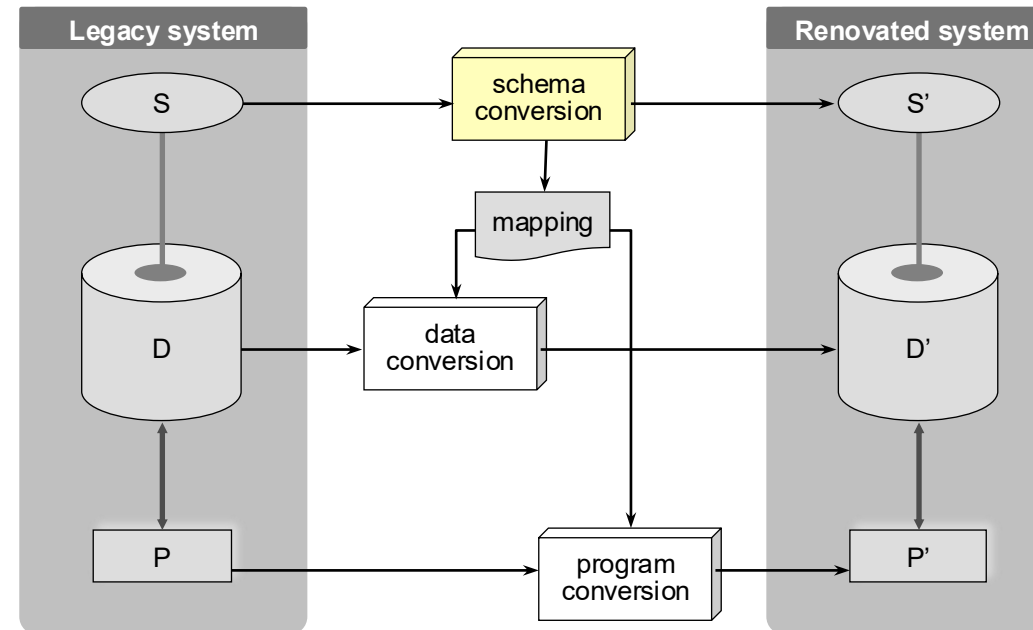 Legacy system
Renovated system
S
schema
conversion
S’
mapping
D
data
conversion
D’
P
program
conversion
P’